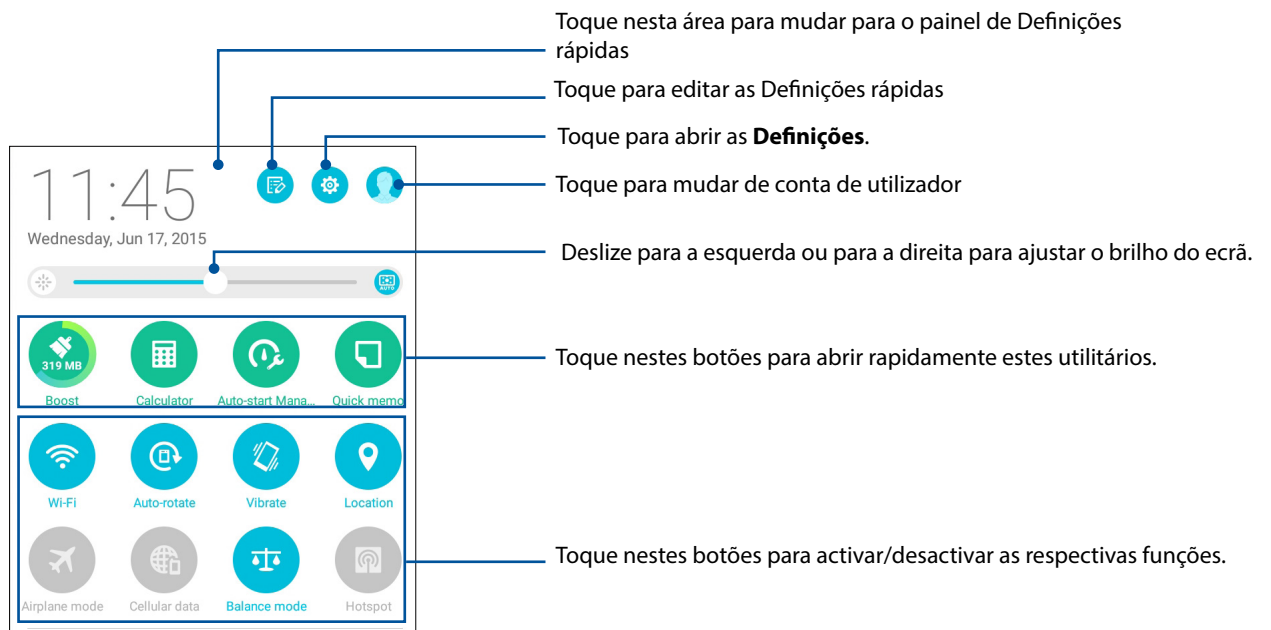 Toque nesta área para mudar para o painel de Definições
rápidas
Toque para editar as Definições rápidas
Toque para abrir as Definições.
Toque para mudar de conta de utilizador
Deslize para a esquerda ou para a direita para ajustar o brilho do ecrã.
Toque nestes botões para abrir rapidamente estes utilitários.
Toque nestes botões para activar/desactivar as respectivas funções.
11:45
Wednesday, Jun 17, 2015
AUTO
319 MB
Boost Calculator Auto-start Mana... Quick memo
Wi-Fi Auto-rotate Vibrate Location
Airplane mode Cellular data Balance mode Hotspot